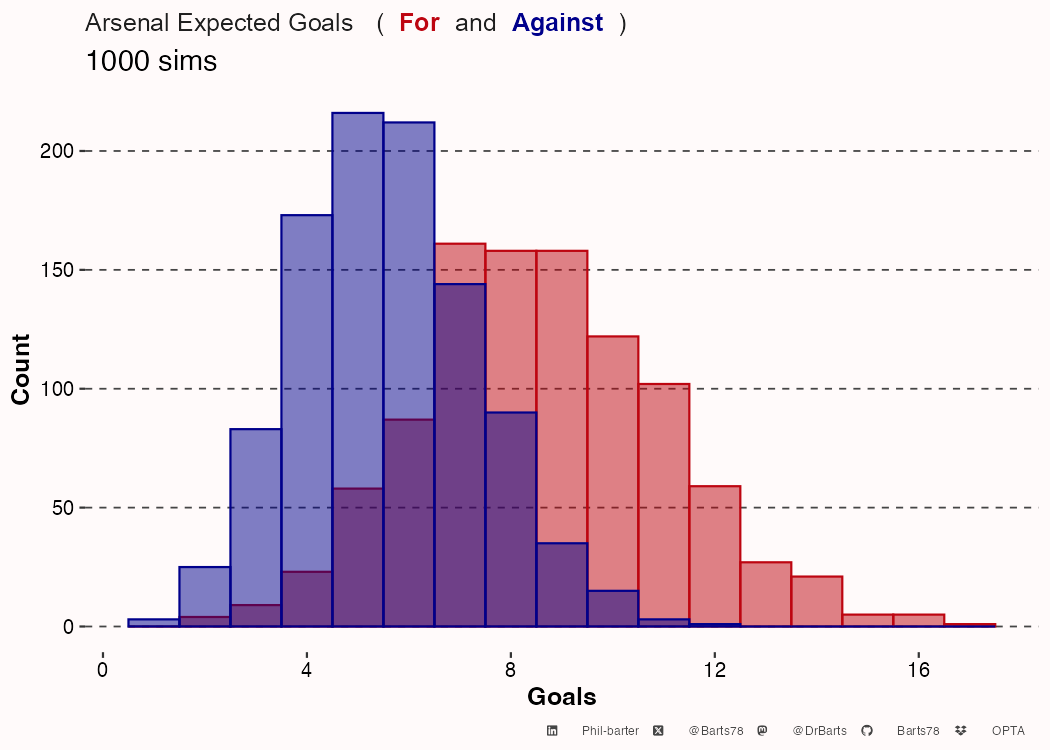 Arsenal Expected Goals ( For and Against )
1000 sims
200
150
100
50
0
Count
0 4 8 12 16
Goals
Phil-barter @Barts78 @DrBarts Barts78 OPTA